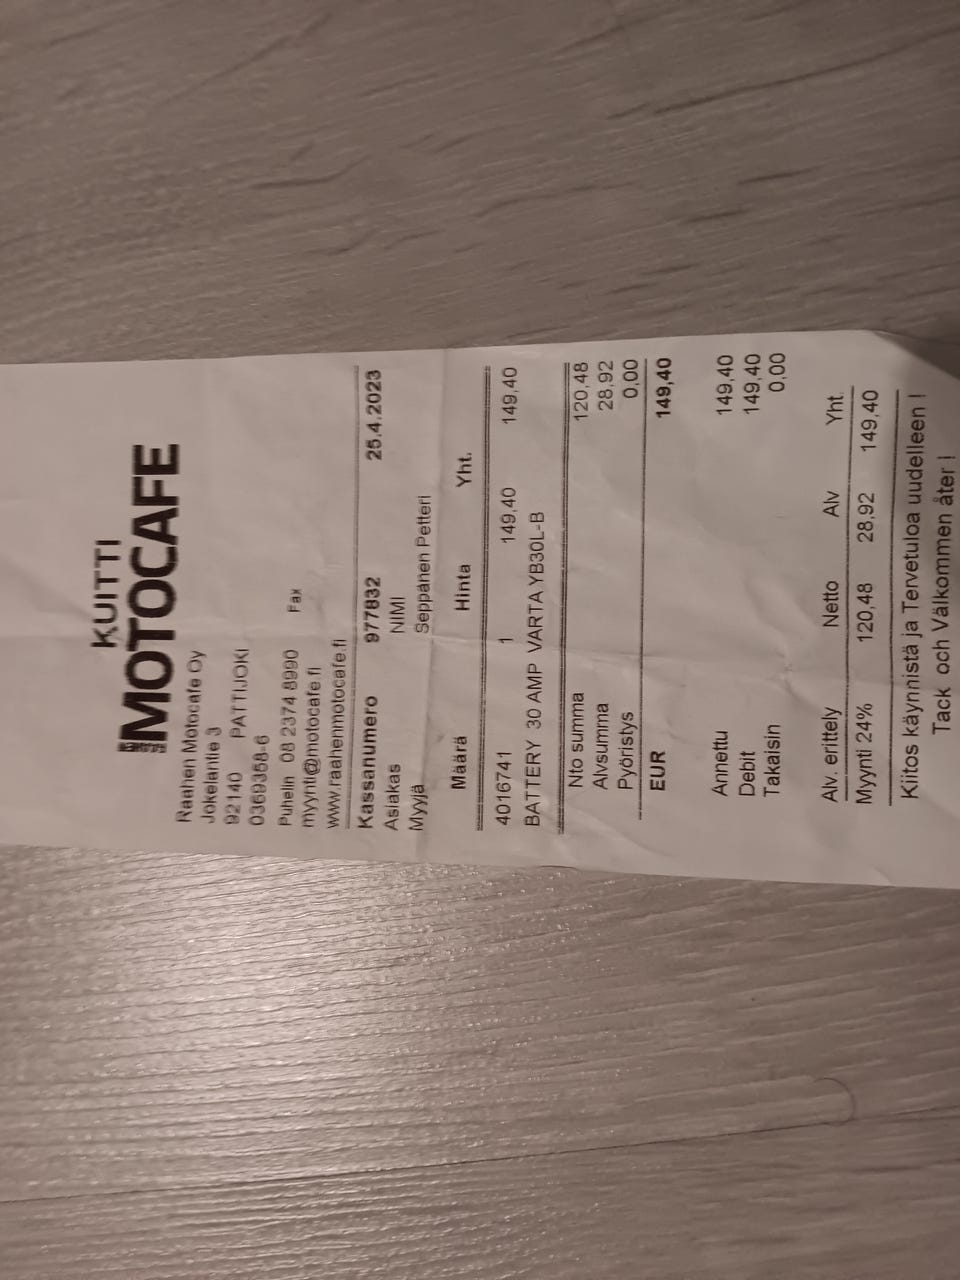 KUITTI
MOTOCAFE
Raahen Motocafe Oy
Jokelantie 3
92140 PATTIJOKI
0369368-6
Puhelin 08 2374 8990 Fax
myynti@motocafe.fi
www.raahenmotocafe.fi
Kassanumero 977832 25.4.2023
Asiakas NIMI
Myyjä Seppänen Petteri
Määrä Hinta Yht.
4016741 1 149,40 149,40
BATTERY 30 AMP VARTA YB30L-B
Nto summa 120,48
Alvsumma 28,92
Pyöristys 0,00
EUR 149,40
Annettu 149,40
Debit 149,40
Takaisin 0,00
Alv. erittely Netto Alv Yht.
Myynti 24% 120,48 28,92 149,40
Kiitos käynnistä ja Tervetuloa uudelleen !
Tack och Välkommen åter !